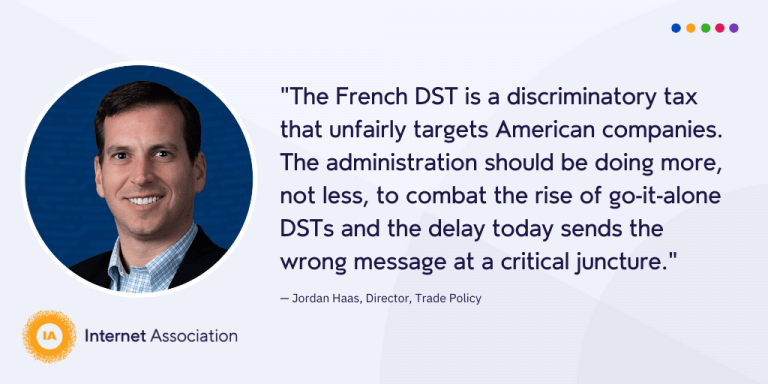 "The French DST is a discriminatory tax
that unfairly targets American companies.
The administration should be doing more,
not less, to combat the rise of go-it-alone
DSTs and the delay today sends the
wrong message at a critical juncture."
— Jordan Haas, Director, Trade Policy
IA
Internet Association